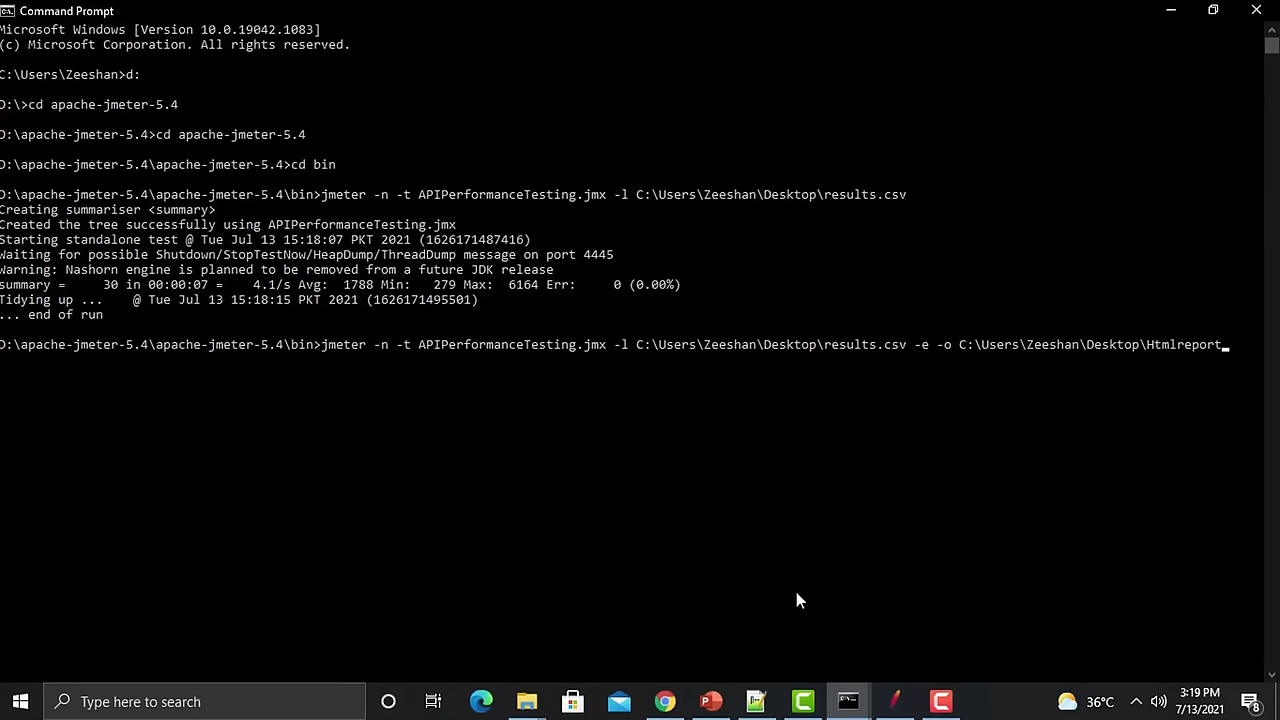 Command Prompt
Microsoft Windows [Version 10.0.19042.1083]
(c) Microsoft Corporation. All rights reserved.
C:\Users\Zeeshan>d:
D:\>cd apache-jmeter-5.4
D:\apache-jmeter-5.4>cd apache-jmeter-5.4
D:\apache-jmeter-5.4\apache-jmeter-5.4>cd bin
D:\apache-jmeter-5.4\apache-jmeter-5.4\bin>jmeter -n -t APIPerformanceTesting.jmx -l C:\Users\Zeeshan\Desktop\results.csv
Creating summariser <summary>
Created the tree successfully using APIPerformanceTesting.jmx
Starting standalone test @ Tue Jul 13 15:18:07 PKT 2021 (1626171487416)
Waiting for possible Shutdown/StopTestNow/HeapDump/ThreadDump message on port 4445
Warning: Nashorn engine is planned to be removed from a future JDK release
summary =     30 in 00:00:07 =    4.1/s Avg:  1788 Min:   279 Max:  6164 Err:     0 (0.00%)
Tidying up ...    @ Tue Jul 13 15:18:15 PKT 2021 (1626171495501)
... end of run
D:\apache-jmeter-5.4\apache-jmeter-5.4\bin>jmeter -n -t APIPerformanceTesting.jmx -l C:\Users\Zeeshan\Desktop\results.csv -e -o C:\Users\Zeeshan\Desktop\Htmlreport_
Type here to search
36°C
3:19 PM
7/13/2021
8